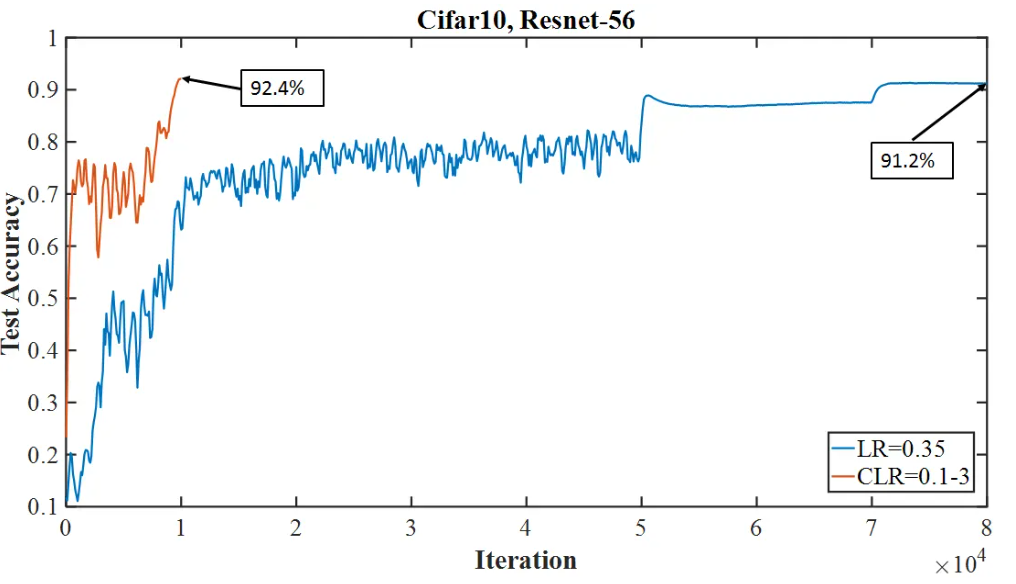 Cifar10, Resnet-56
1
0.9
0.8
0.7
0.6
0.5
0.4
0.3
0.2
0.1
Test Accuracy
92.4%
91.2%
LR=0.35
CLR=0.1-3
0 1 2 3 4 5 6 7 8
Iteration
×10⁴